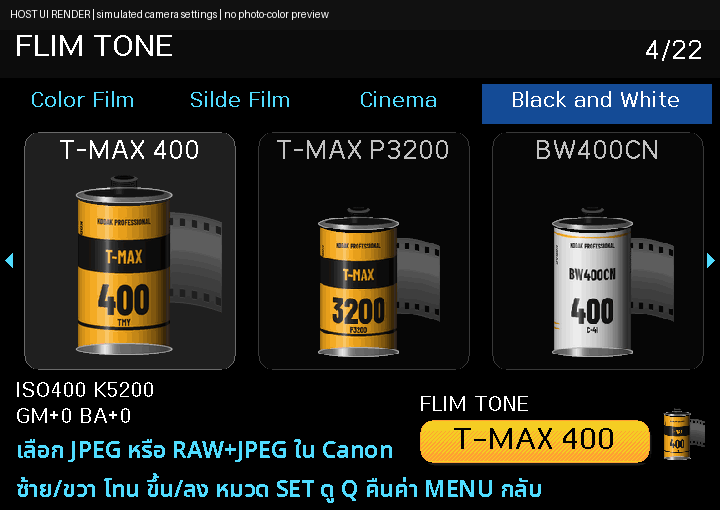 HOST UI RENDER | simulated camera settings | no photo-color preview
FLIM TONE
4/22
Color Film
Silde Film
Cinema
Black and White
T-MAX 400
T-MAX P3200
BW400CN
KODAK PROFESSIONAL
T-MAX
400
TMY
KODAK PROFESSIONAL
T-MAX
3200
P3200
KODAK PROFESSIONAL
BW400CN
400
C-41
ISO400 K5200
GM+0 BA+0
FLIM TONE
T-MAX 400
T-MAX
400
เลือก JPEG หรือ RAW+JPEG ใน Canon
ซ้าย/ขวา โทน ขึ้น/ลง หมวด SET ดู Q คืนค่า MENU กลับ